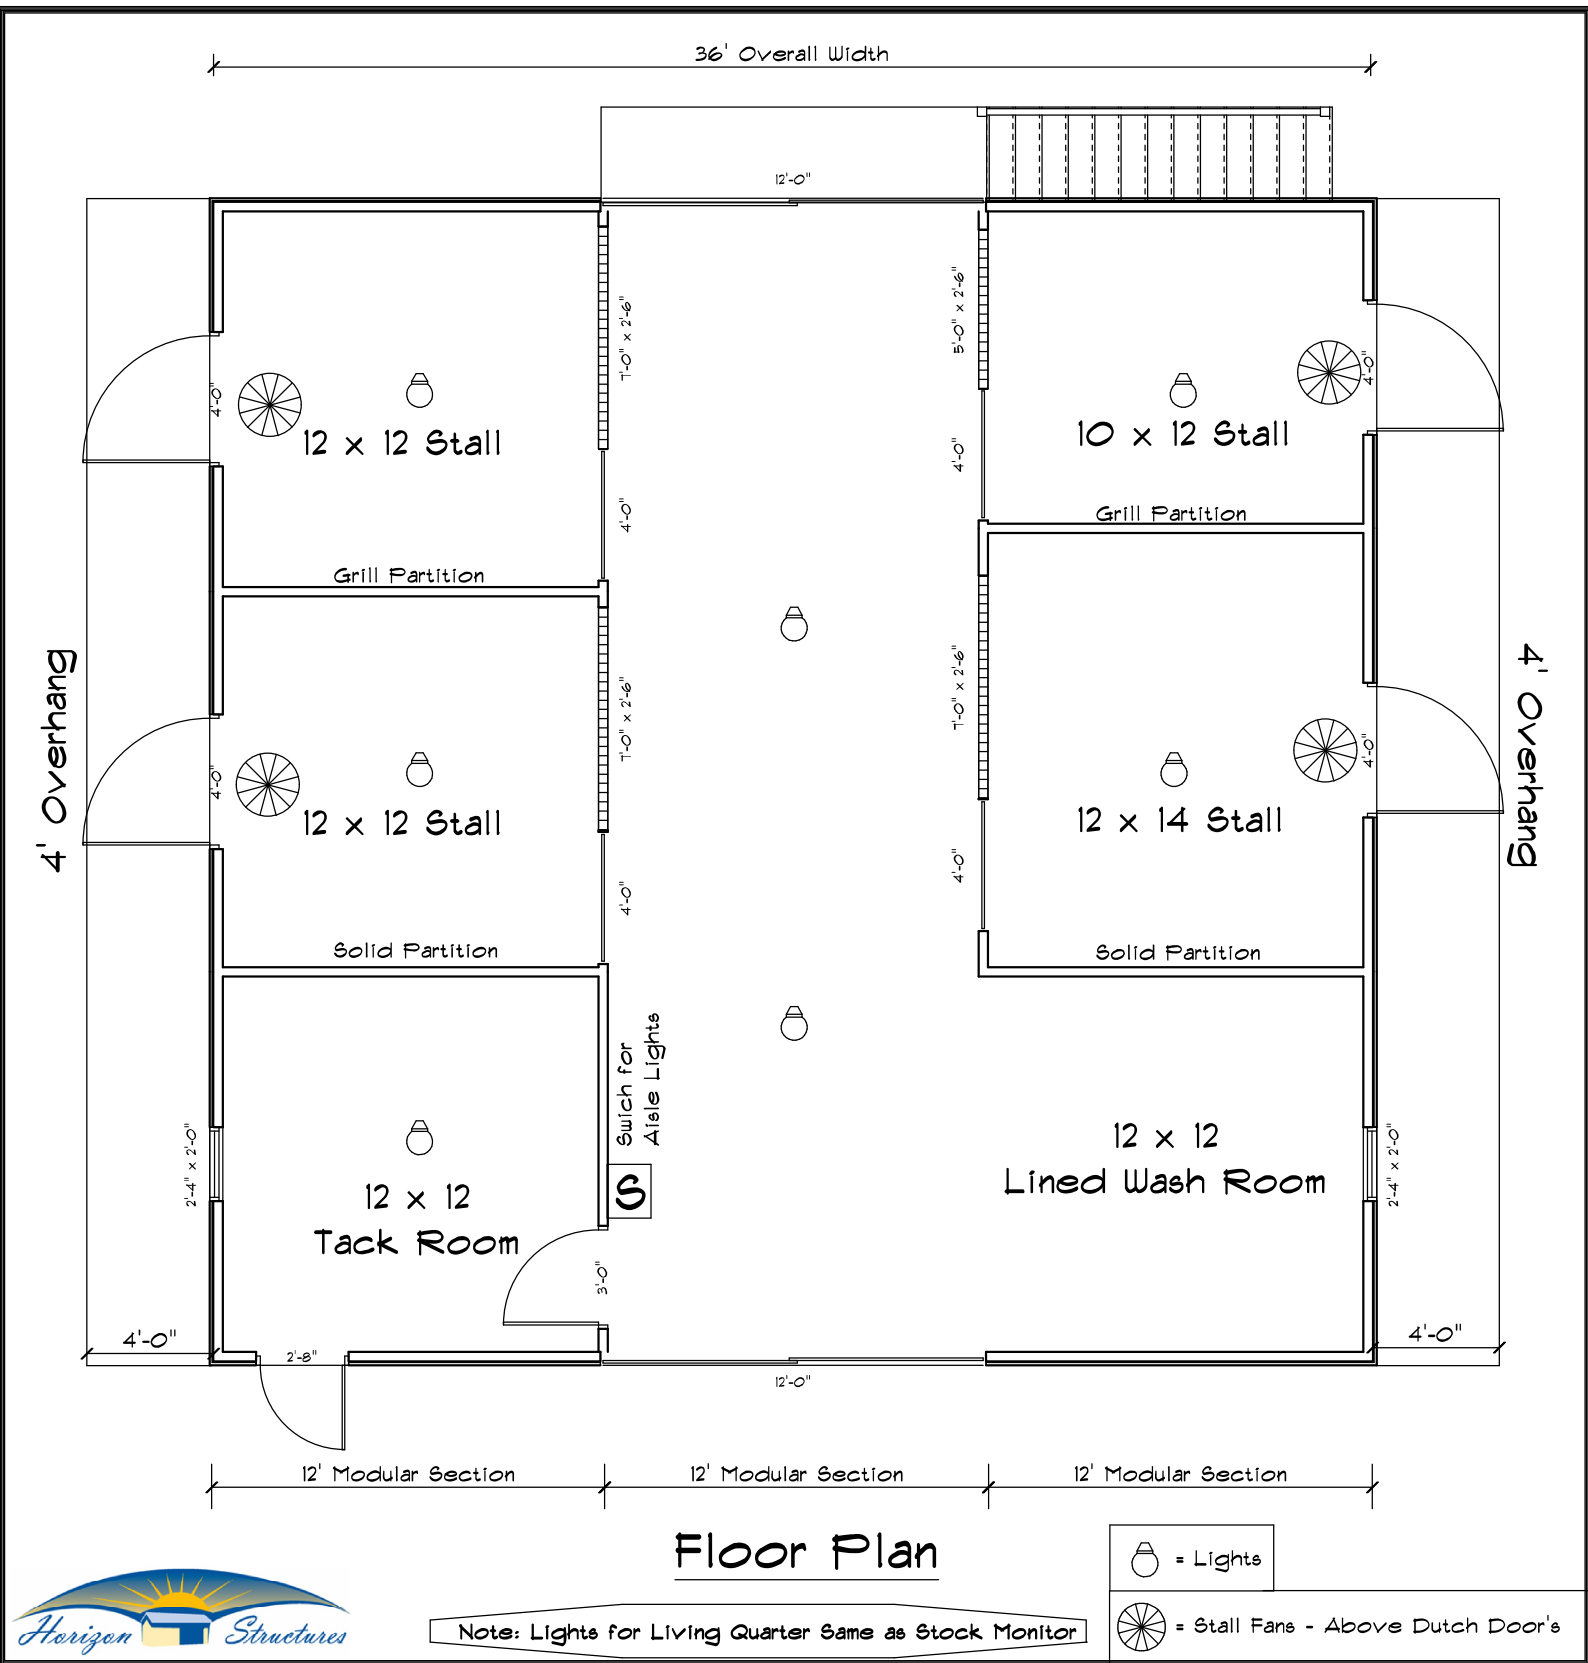 36' Overall Width
12'-0"
7'-0" x 2'-6"
5'-0" x 2'-6"
4'-0"
4'-0"
12 x 12 Stall
10 x 12 Stall
4'-0"
4'-0"
Grill Partition
Grill Partition
4' Overhang
4' Overhang
7'-0" x 2'-6"
7'-0" x 2'-6"
4'-0"
4'-0"
12 x 12 Stall
12 x 14 Stall
4'-0"
4'-0"
Solid Partition
Solid Partition
Swich for
Aisle Lights
S
2'-4" x 2'-0"
2'-4" x 2'-0"
12 x 12
Tack Room
12 x 12
Lined Wash Room
3'-0"
4'-0"
4'-0"
2'-8"
12'-0"
12' Modular Section
12' Modular Section
12' Modular Section
Floor Plan
= Lights
= Stall Fans - Above Dutch Door's
Note: Lights for Living Quarter Same as Stock Monitor
Horizon Structures